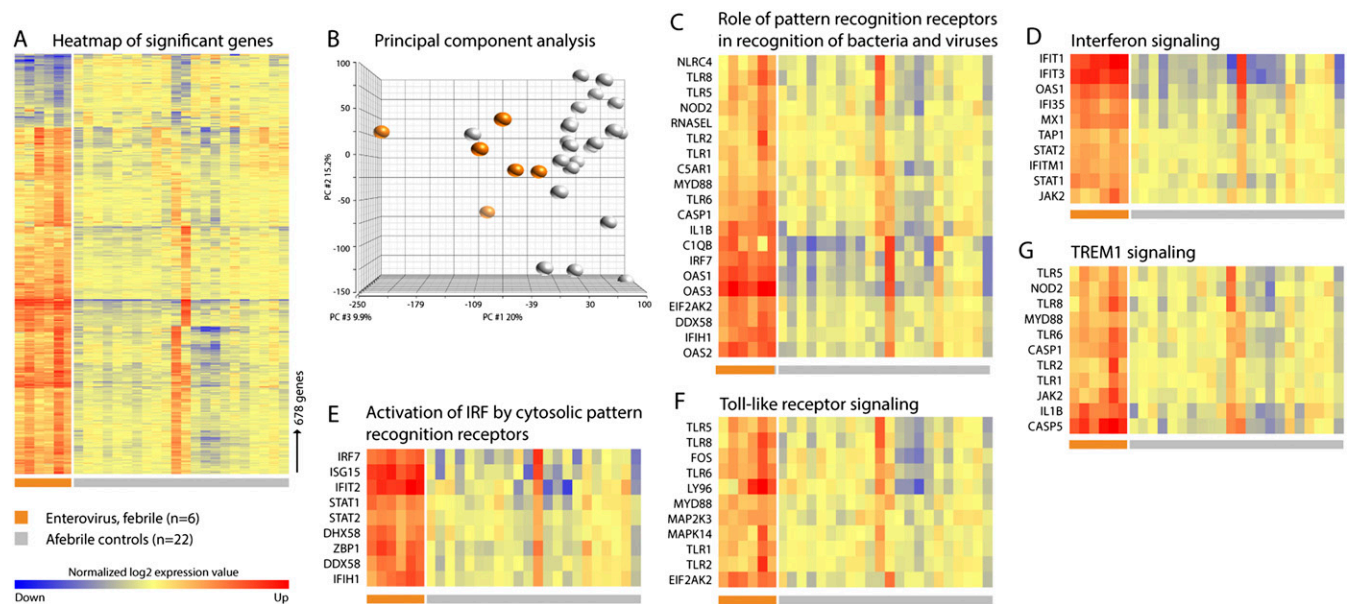 A Heatmap of significant genes
678 genes
Enterovirus, febrile (n=6)
Afebrile controls (n=22)
Normalized log2 expression value
Down Up
B Principal component analysis
100
50
0
-50
-100
-150
PC #2 15.2%
-250 -179 -109 -39 30 100
PC #3 9.9% PC #1 20%
C Role of pattern recognition receptors
in recognition of bacteria and viruses
NLRC4
TLR8
TLR5
NOD2
RNASEL
TLR2
TLR1
C5AR1
MYD88
TLR6
CASP1
IL1B
C1QB
IRF7
OAS1
OAS3
EIF2AK2
DDX58
IFIH1
OAS2
D Interferon signaling
IFIT1
IFIT3
OAS1
IFI35
MX1
TAP1
STAT2
IFITM1
STAT1
JAK2
E Activation of IRF by cytosolic pattern
recognition receptors
IRF7
ISG15
IFIT2
STAT1
STAT2
DHX58
ZBP1
DDX58
IFIH1
F Toll-like receptor signaling
TLR5
TLR8
FOS
TLR6
LY96
MYD88
MAP2K3
MAPK14
TLR1
TLR2
EIF2AK2
G TREM1 signaling
TLR5
NOD2
TLR8
MYD88
TLR6
CASP1
TLR2
TLR1
JAK2
IL1B
CASP5